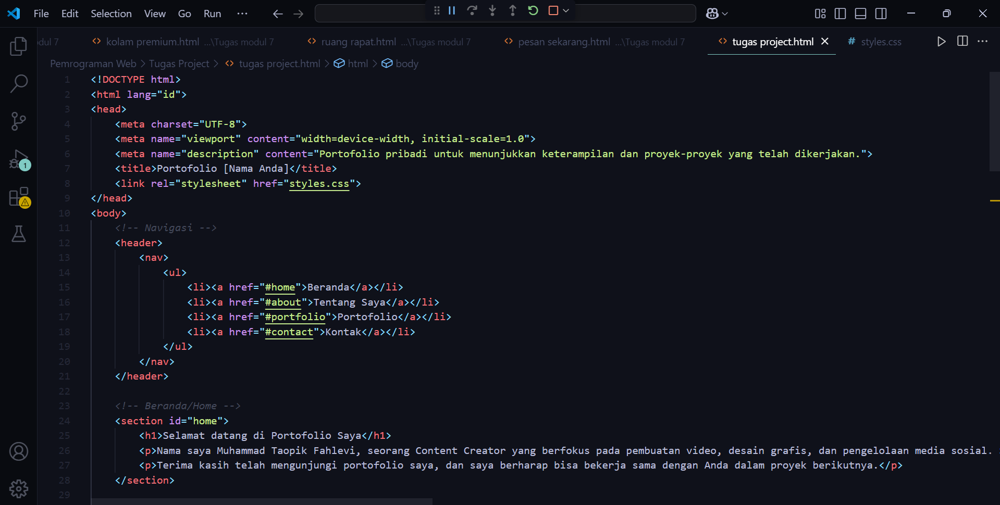 File Edit Selection View Go Run ···
dul 7 <> kolam premium.html ...\Tugas modul 7 <> ruang rapat.html ...\Tugas modul 7 <> pesan sekarang.html ...\Tugas modul 7 <> tugas project.html # styles.css ···
Pemrograman Web > Tugas Project > <> tugas project.html > html > body
1 <!DOCTYPE html>
2 <html lang="id">
3 <head>
4 <meta charset="UTF-8">
5 <meta name="viewport" content="width=device-width, initial-scale=1.0">
6 <meta name="description" content="Portofolio pribadi untuk menunjukkan keterampilan dan proyek-proyek yang telah dikerjakan.">
7 <title>Portofolio [Nama Anda]</title>
8 <link rel="stylesheet" href="styles.css">
9 </head>
10 <body>
11 <!-- Navigasi -->
12 <header>
13 <nav>
14 <ul>
15 <li><a href="#home">Beranda</a></li>
16 <li><a href="#about">Tentang Saya</a></li>
17 <li><a href="#portfolio">Portofolio</a></li>
18 <li><a href="#contact">Kontak</a></li>
19 </ul>
20 </nav>
21 </header>
22
23 <!-- Beranda/Home -->
24 <section id="home">
25 <h1>Selamat datang di Portofolio Saya</h1>
26 <p>Nama saya Muhammad Taopik Fahlevi, seorang Content Creator yang berfokus pada pembuatan video, desain grafis, dan pengelolaan media sosial.
27 <p>Terima kasih telah mengunjungi portofolio saya, dan saya berharap bisa bekerja sama dengan Anda dalam proyek berikutnya.</p>
28 </section>
29
1